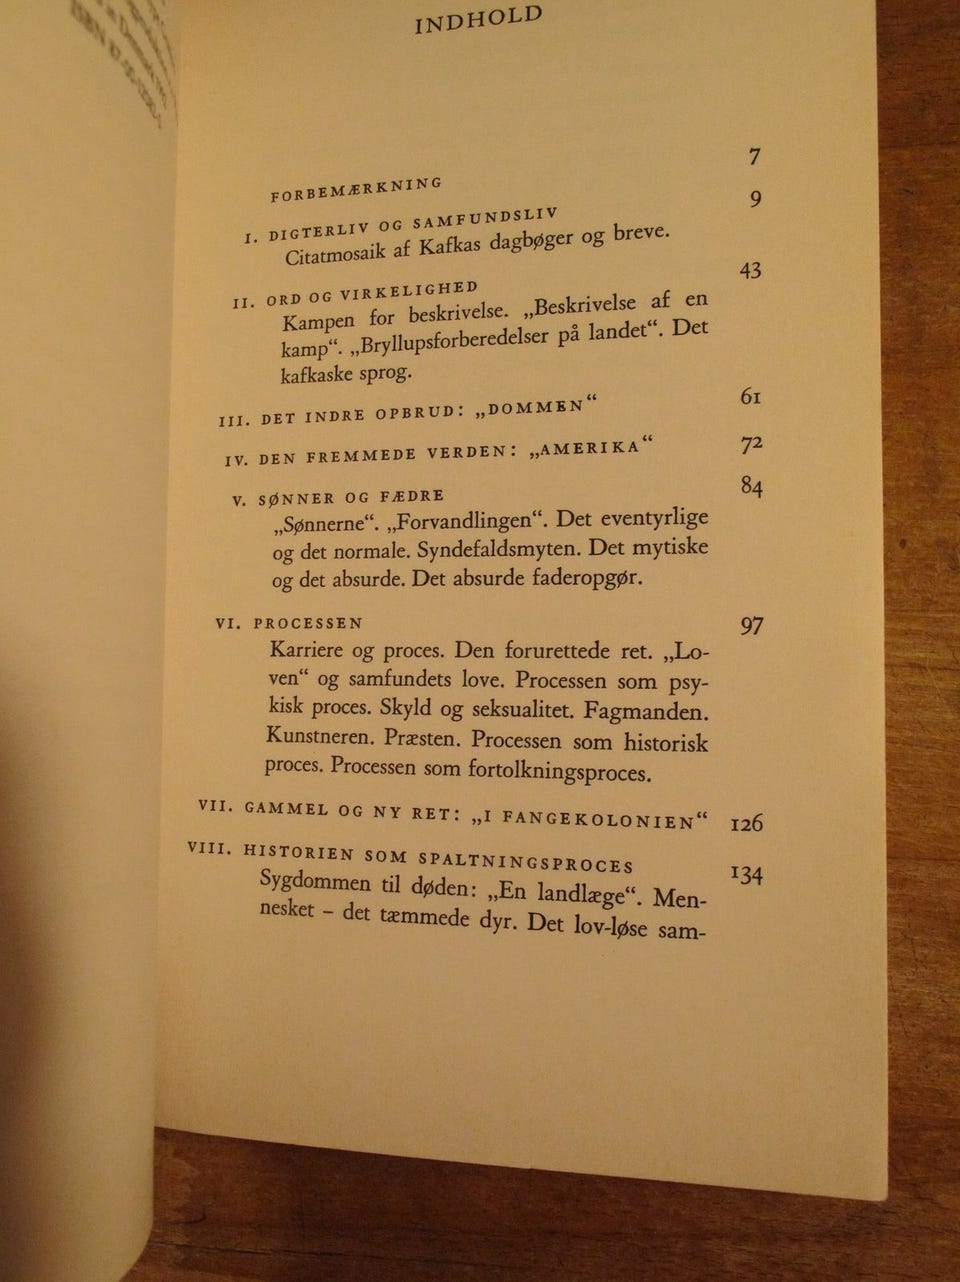 INDHOLD
FORBEMÆRKNING 7
I. DIGTERLIV OG SAMFUNDSLIV 9
Citatmosaik af Kafkas dagbøger og breve.
II. ORD OG VIRKELIGHED 43
Kampen for beskrivelse. „Beskrivelse af en
kamp“. „Bryllupsforberedelser på landet“. Det
kafkaske sprog.
III. DET INDRE OPBRUD: „DOMMEN“ 61
IV. DEN FREMMEDE VERDEN: „AMERIKA“ 72
V. SØNNER OG FÆDRE 84
„Sønnerne“. „Forvandlingen“. Det eventyrlige
og det normale. Syndefaldsmyten. Det mytiske
og det absurde. Det absurde faderopgør.
VI. PROCESSEN 97
Karriere og proces. Den forurettede ret. „Lo-
ven“ og samfundets love. Processen som psy-
kisk proces. Skyld og seksualitet. Fagmanden.
Kunstneren. Præsten. Processen som historisk
proces. Processen som fortolkningsproces.
VII. GAMMEL OG NY RET: „I FANGEKOLONIEN“ 126
VIII. HISTORIEN SOM SPALTNINGSPROCES 134
Sygdommen til døden: „En landlæge“. Men-
nesket – det tæmmede dyr. Det lov-løse sam-